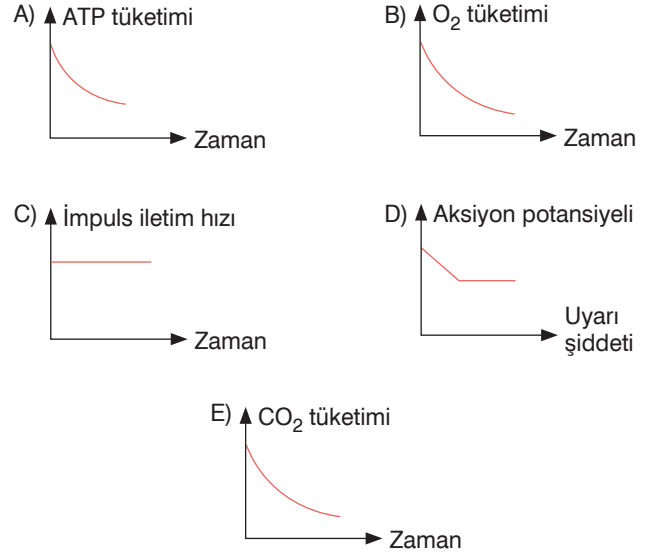 A) ATP tüketimi
Zaman
B) O₂ tüketimi
Zaman
C) İmpuls iletim hızı
Zaman
D) Aksiyon potansiyeli
Uyarı
şiddeti
E) CO₂ tüketimi
Zaman